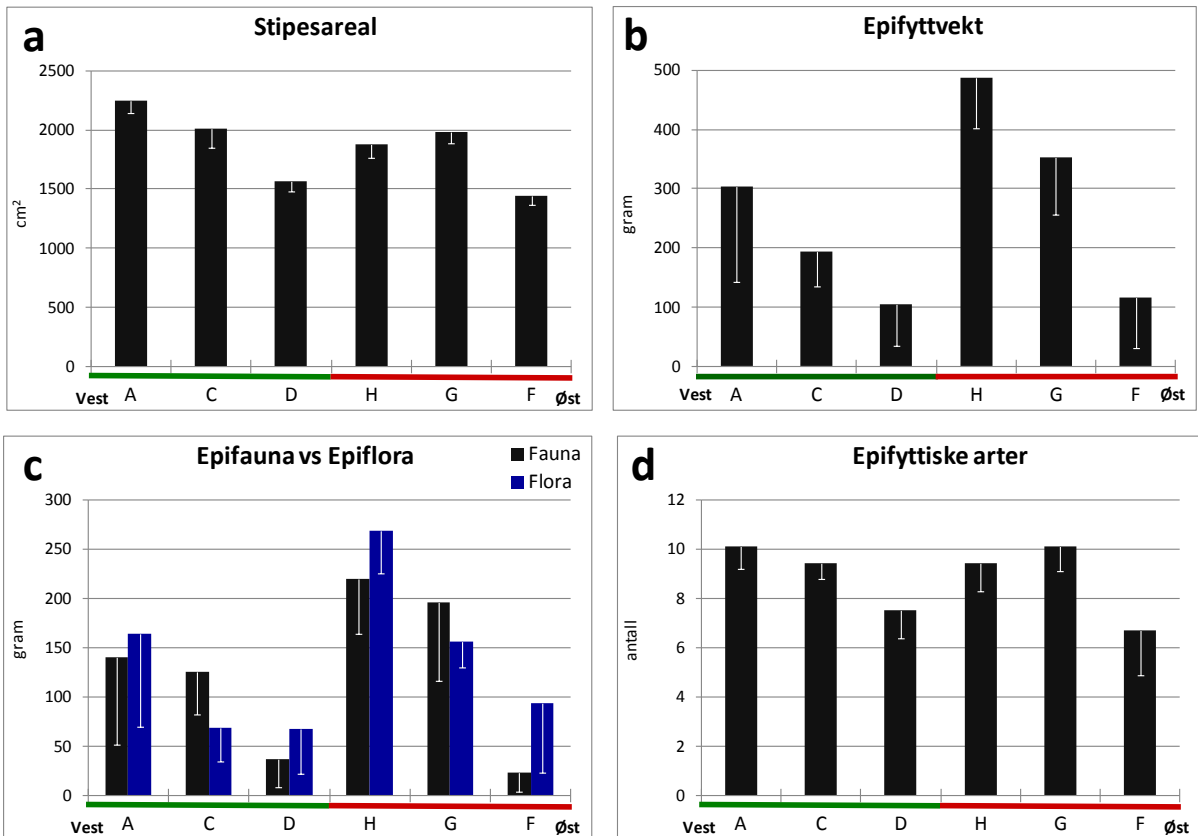 a
Stipesareal
2500
2000
1500
1000
500
0
cm²
Vest A C D H G F Øst
b
Epifyttvekt
500
400
300
200
100
0
gram
Vest A C D H G F Øst
c
Epifauna vs Epiflora
Fauna
Flora
300
250
200
150
100
50
0
gram
Vest A C D H G F Øst
d
Epifyttiske arter
12
10
8
6
4
2
0
antall
Vest A C D H G F Øst